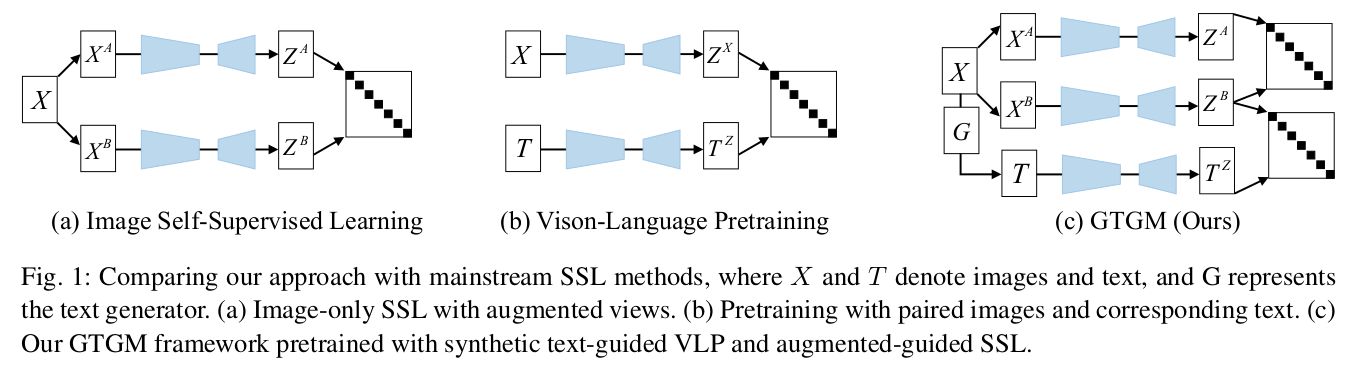 X
X^A
X^B
Z^A
Z^B
(a) Image Self-Supervised Learning
X
T
Z^X
T^Z
(b) Vison-Language Pretraining
X
G
X^A
X^B
T
Z^A
Z^B
T^Z
(c) GTGM (Ours)
Fig. 1: Comparing our approach with mainstream SSL methods, where X and T denote images and text, and G represents
the text generator. (a) Image-only SSL with augmented views. (b) Pretraining with paired images and corresponding text. (c)
Our GTGM framework pretrained with synthetic text-guided VLP and augmented-guided SSL.